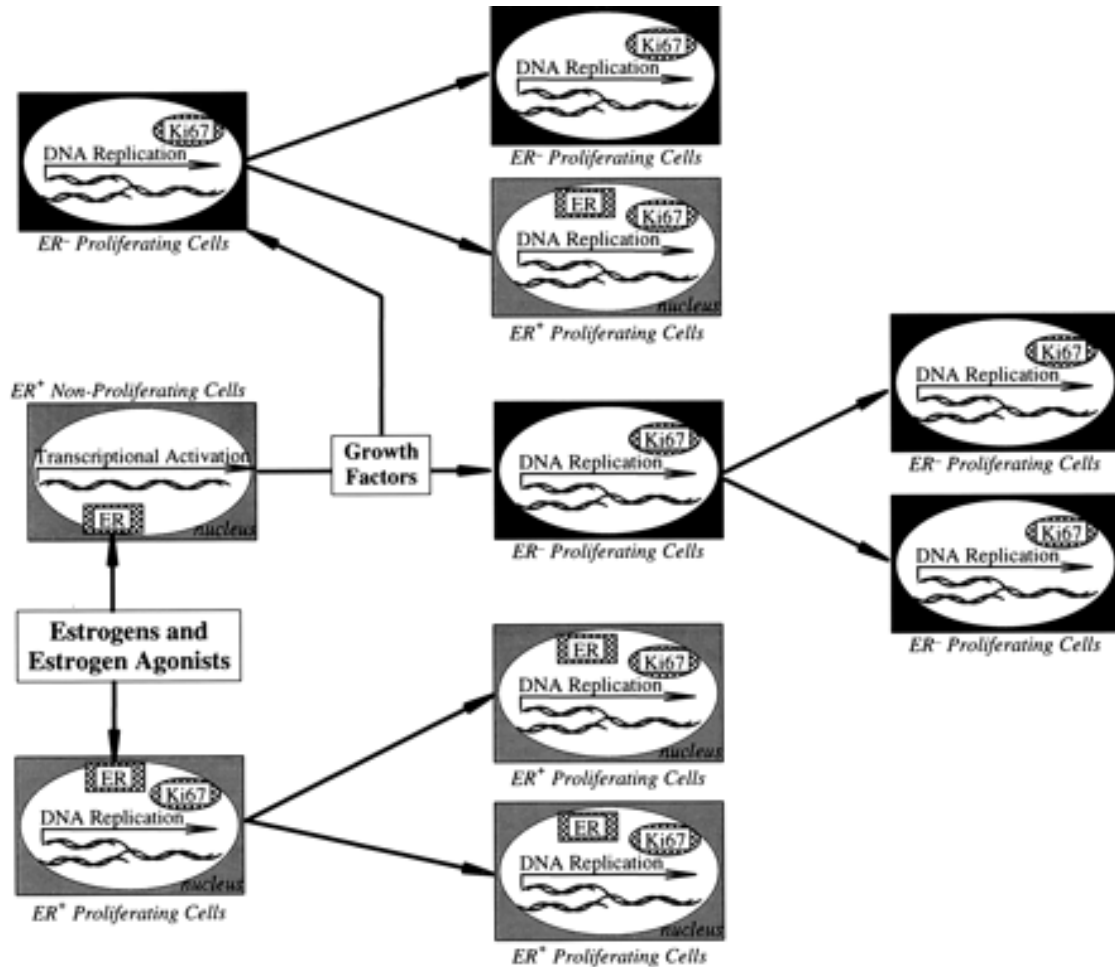 Ki67
DNA Replication
ER⁻ Proliferating Cells
Ki67
DNA Replication
ER⁻ Proliferating Cells
ER
Ki67
DNA Replication
nucleus
ER⁺ Proliferating Cells
ER⁺ Non-Proliferating Cells
Transcriptional Activation
ER
nucleus
Growth
Factors
Ki67
DNA Replication
ER⁻ Proliferating Cells
Ki67
DNA Replication
ER⁻ Proliferating Cells
Ki67
DNA Replication
ER⁻ Proliferating Cells
Estrogens and
Estrogen Agonists
ER
Ki67
DNA Replication
nucleus
ER⁺ Proliferating Cells
ER
Ki67
DNA Replication
nucleus
ER⁺ Proliferating Cells
ER
Ki67
DNA Replication
nucleus
ER⁺ Proliferating Cells